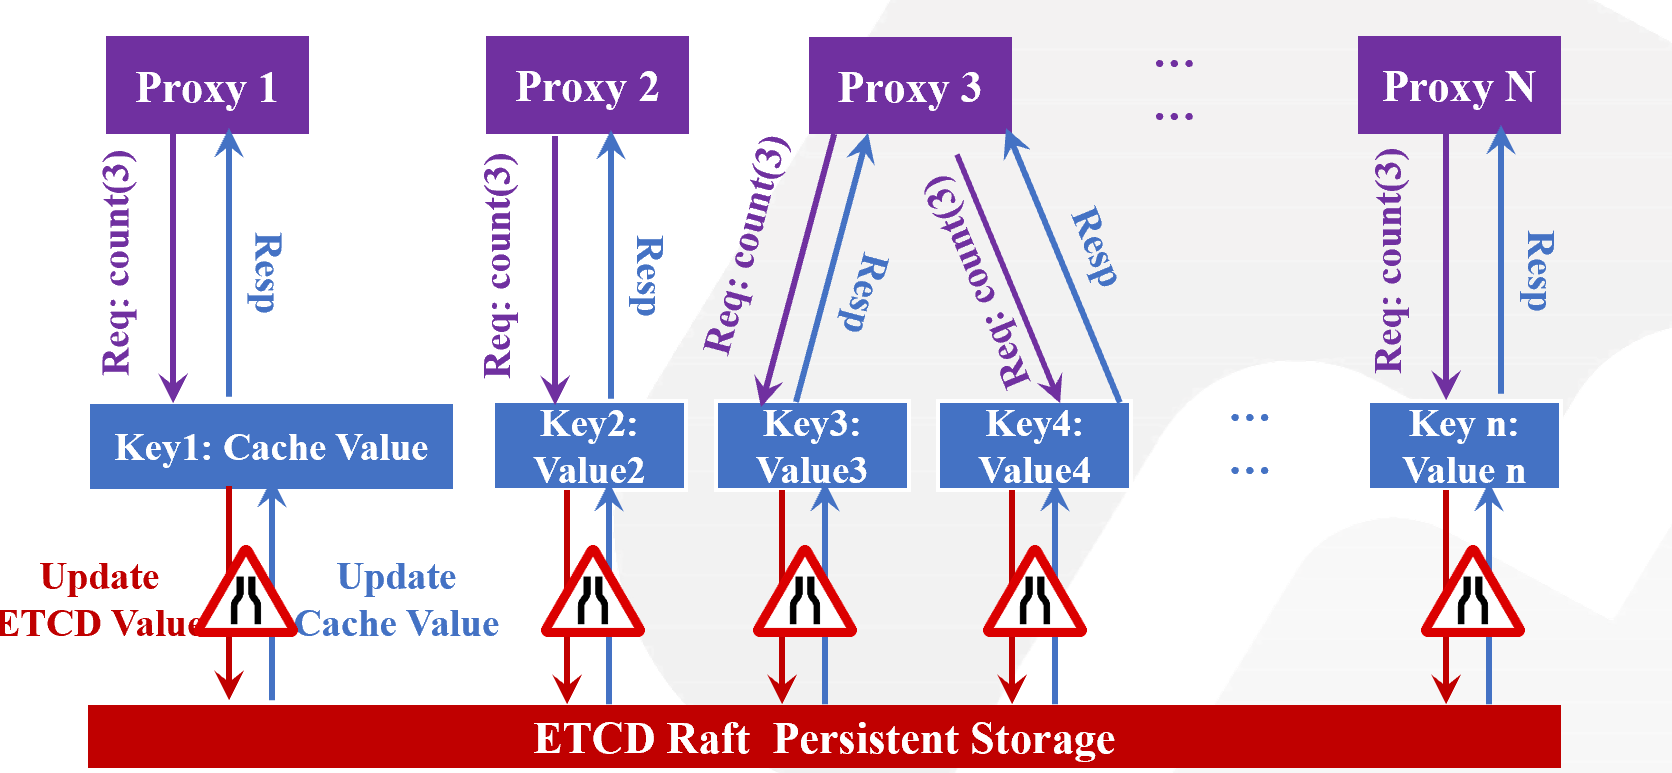 Proxy 1
Proxy 2
Proxy 3
...
...
Proxy N
Req: count(3)
Resp
Req: count(3)
Resp
Req: count(3)
Resp
Req: count(3)
Resp
Req: count(3)
Resp
Key1: Cache Value
Key2:
Value2
Key3:
Value3
Key4:
Value4
...
...
Key n:
Value n
Update
ETCD Value
Update
Cache Value
ETCD Raft  Persistent Storage